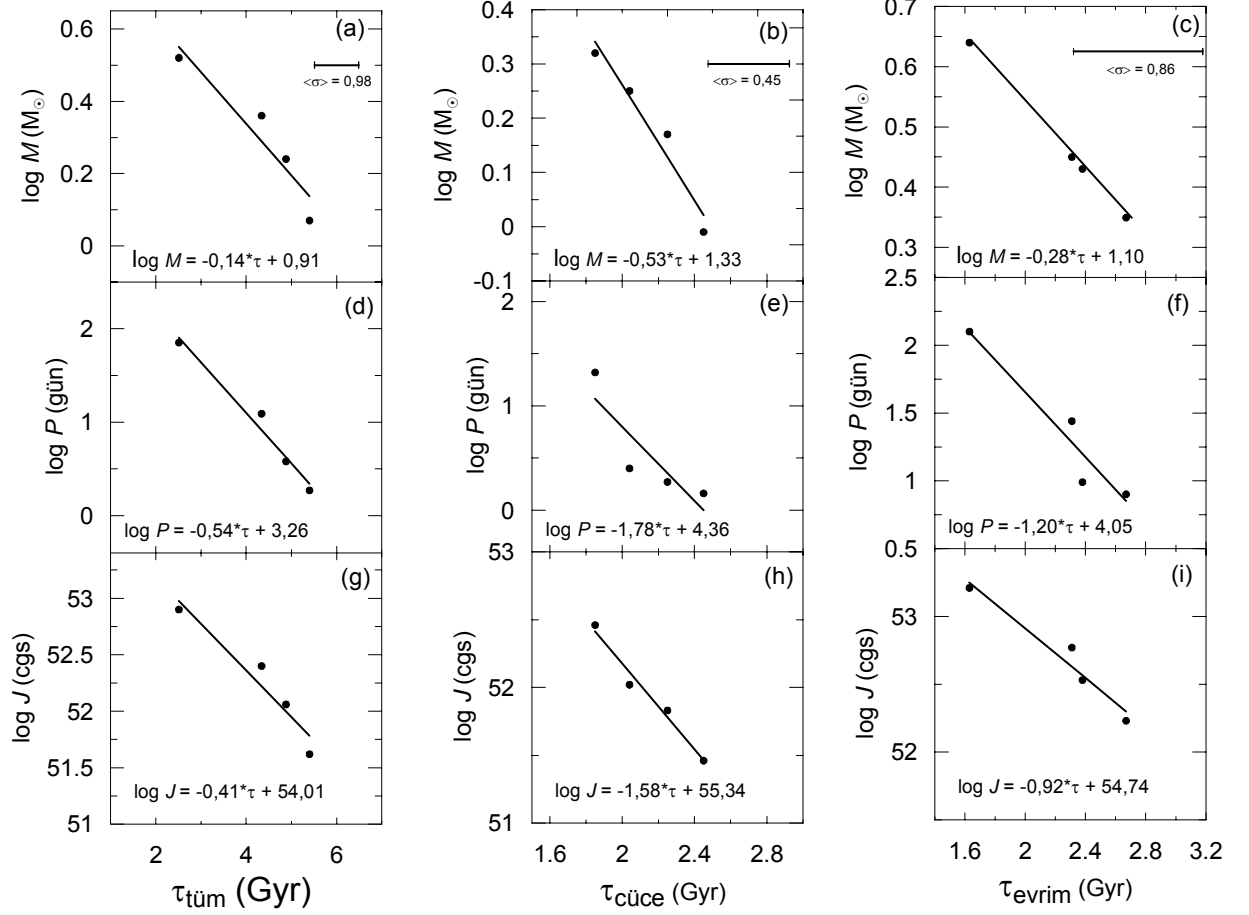 (a)
<σ> = 0,98
log M (M☉)
0.6
0.4
0.2
0
log M = -0,14*τ + 0,91
(b)
<σ> = 0,45
log M (M☉)
0.4
0.3
0.2
0.1
0
-0.1
log M = -0,53*τ + 1,33
(c)
<σ> = 0,86
log M (M☉)
0.7
0.6
0.5
0.4
0.3
log M = -0,28*τ + 1,10
(d)
log P (gün)
2
1
0
log P = -0,54*τ + 3,26
(e)
log P (gün)
2
1
0
log P = -1,78*τ + 4,36
(f)
log P (gün)
2.5
2
1.5
1
0.5
log P = -1,20*τ + 4,05
(g)
log J (cgs)
53
52.5
52
51.5
51
log J = -0,41*τ + 54,01
(h)
log J (cgs)
53
52
51
log J = -1,58*τ + 55,34
(i)
log J (cgs)
53
52
log J = -0,92*τ + 54,74
2 4 6
τtüm (Gyr)
1.6 2 2.4
τcüce (Gyr)
1.6 2 2.4 2.8 3.2
τevrim (Gyr)